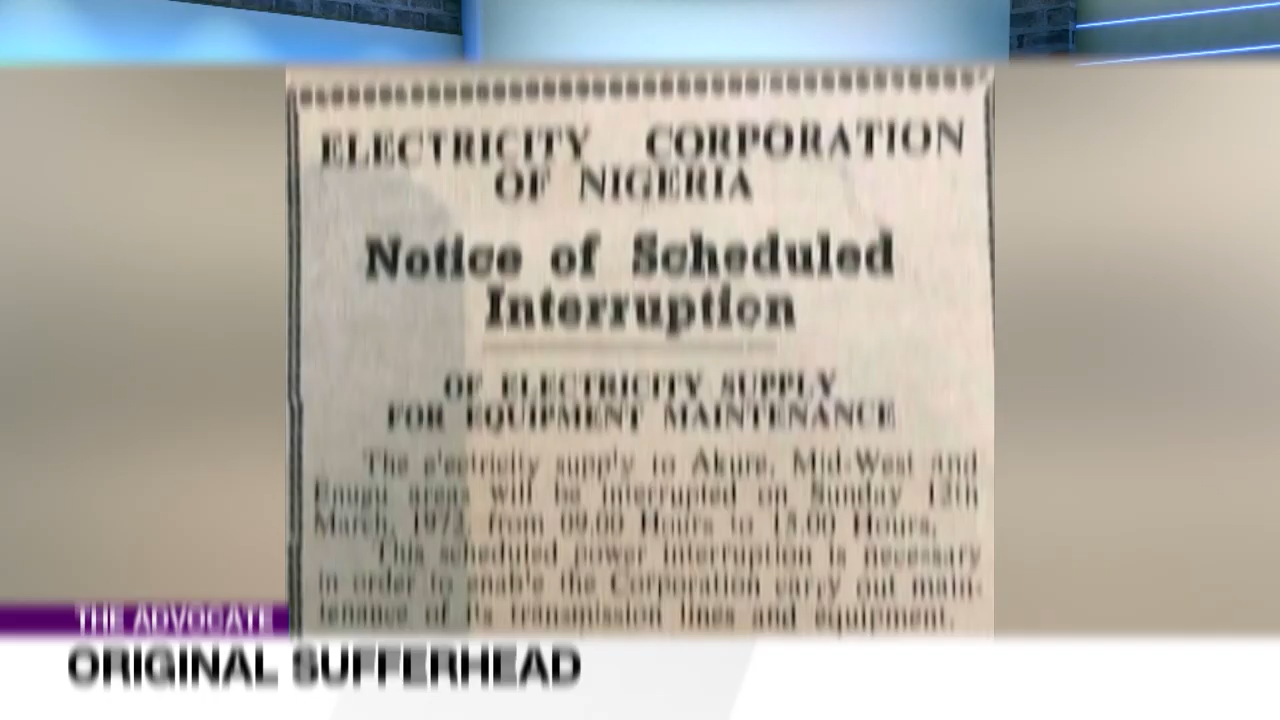 ELECTRICITY CORPORATION
OF NIGERIA
Notice of Scheduled
Interruption
OF ELECTRICITY SUPPLY
FOR EQUIPMENT MAINTENANCE
The electricity supply to Akure, Mid-West and
Enugu areas will be interrupted on Sunday 12th
March, 1972 from 09.00 Hours to 15.00 Hours.
This scheduled power interruption is necessary
in order to enable the Corporation carry out main-
tenance of its transmission lines and equipment.
THE ADVOCATE
ORIGINAL SUFFERHEAD